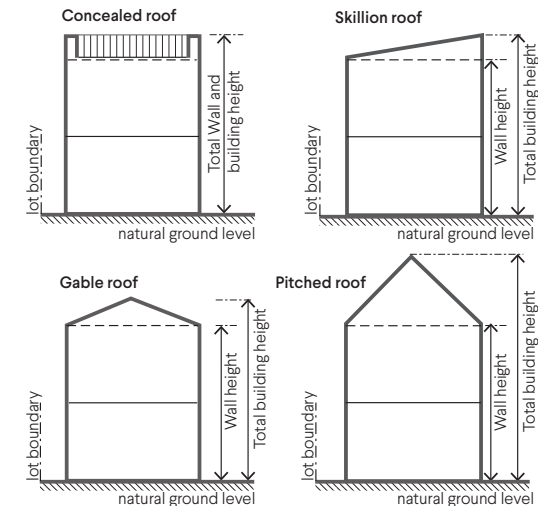 Concealed roof
lot boundary
Total Wall and
building height
natural ground level
Skillion roof
lot boundary
Wall height
Total building height
natural ground level
Gable roof
lot boundary
Wall height
Total building height
natural ground level
Pitched roof
lot boundary
Wall height
Total building height
natural ground level